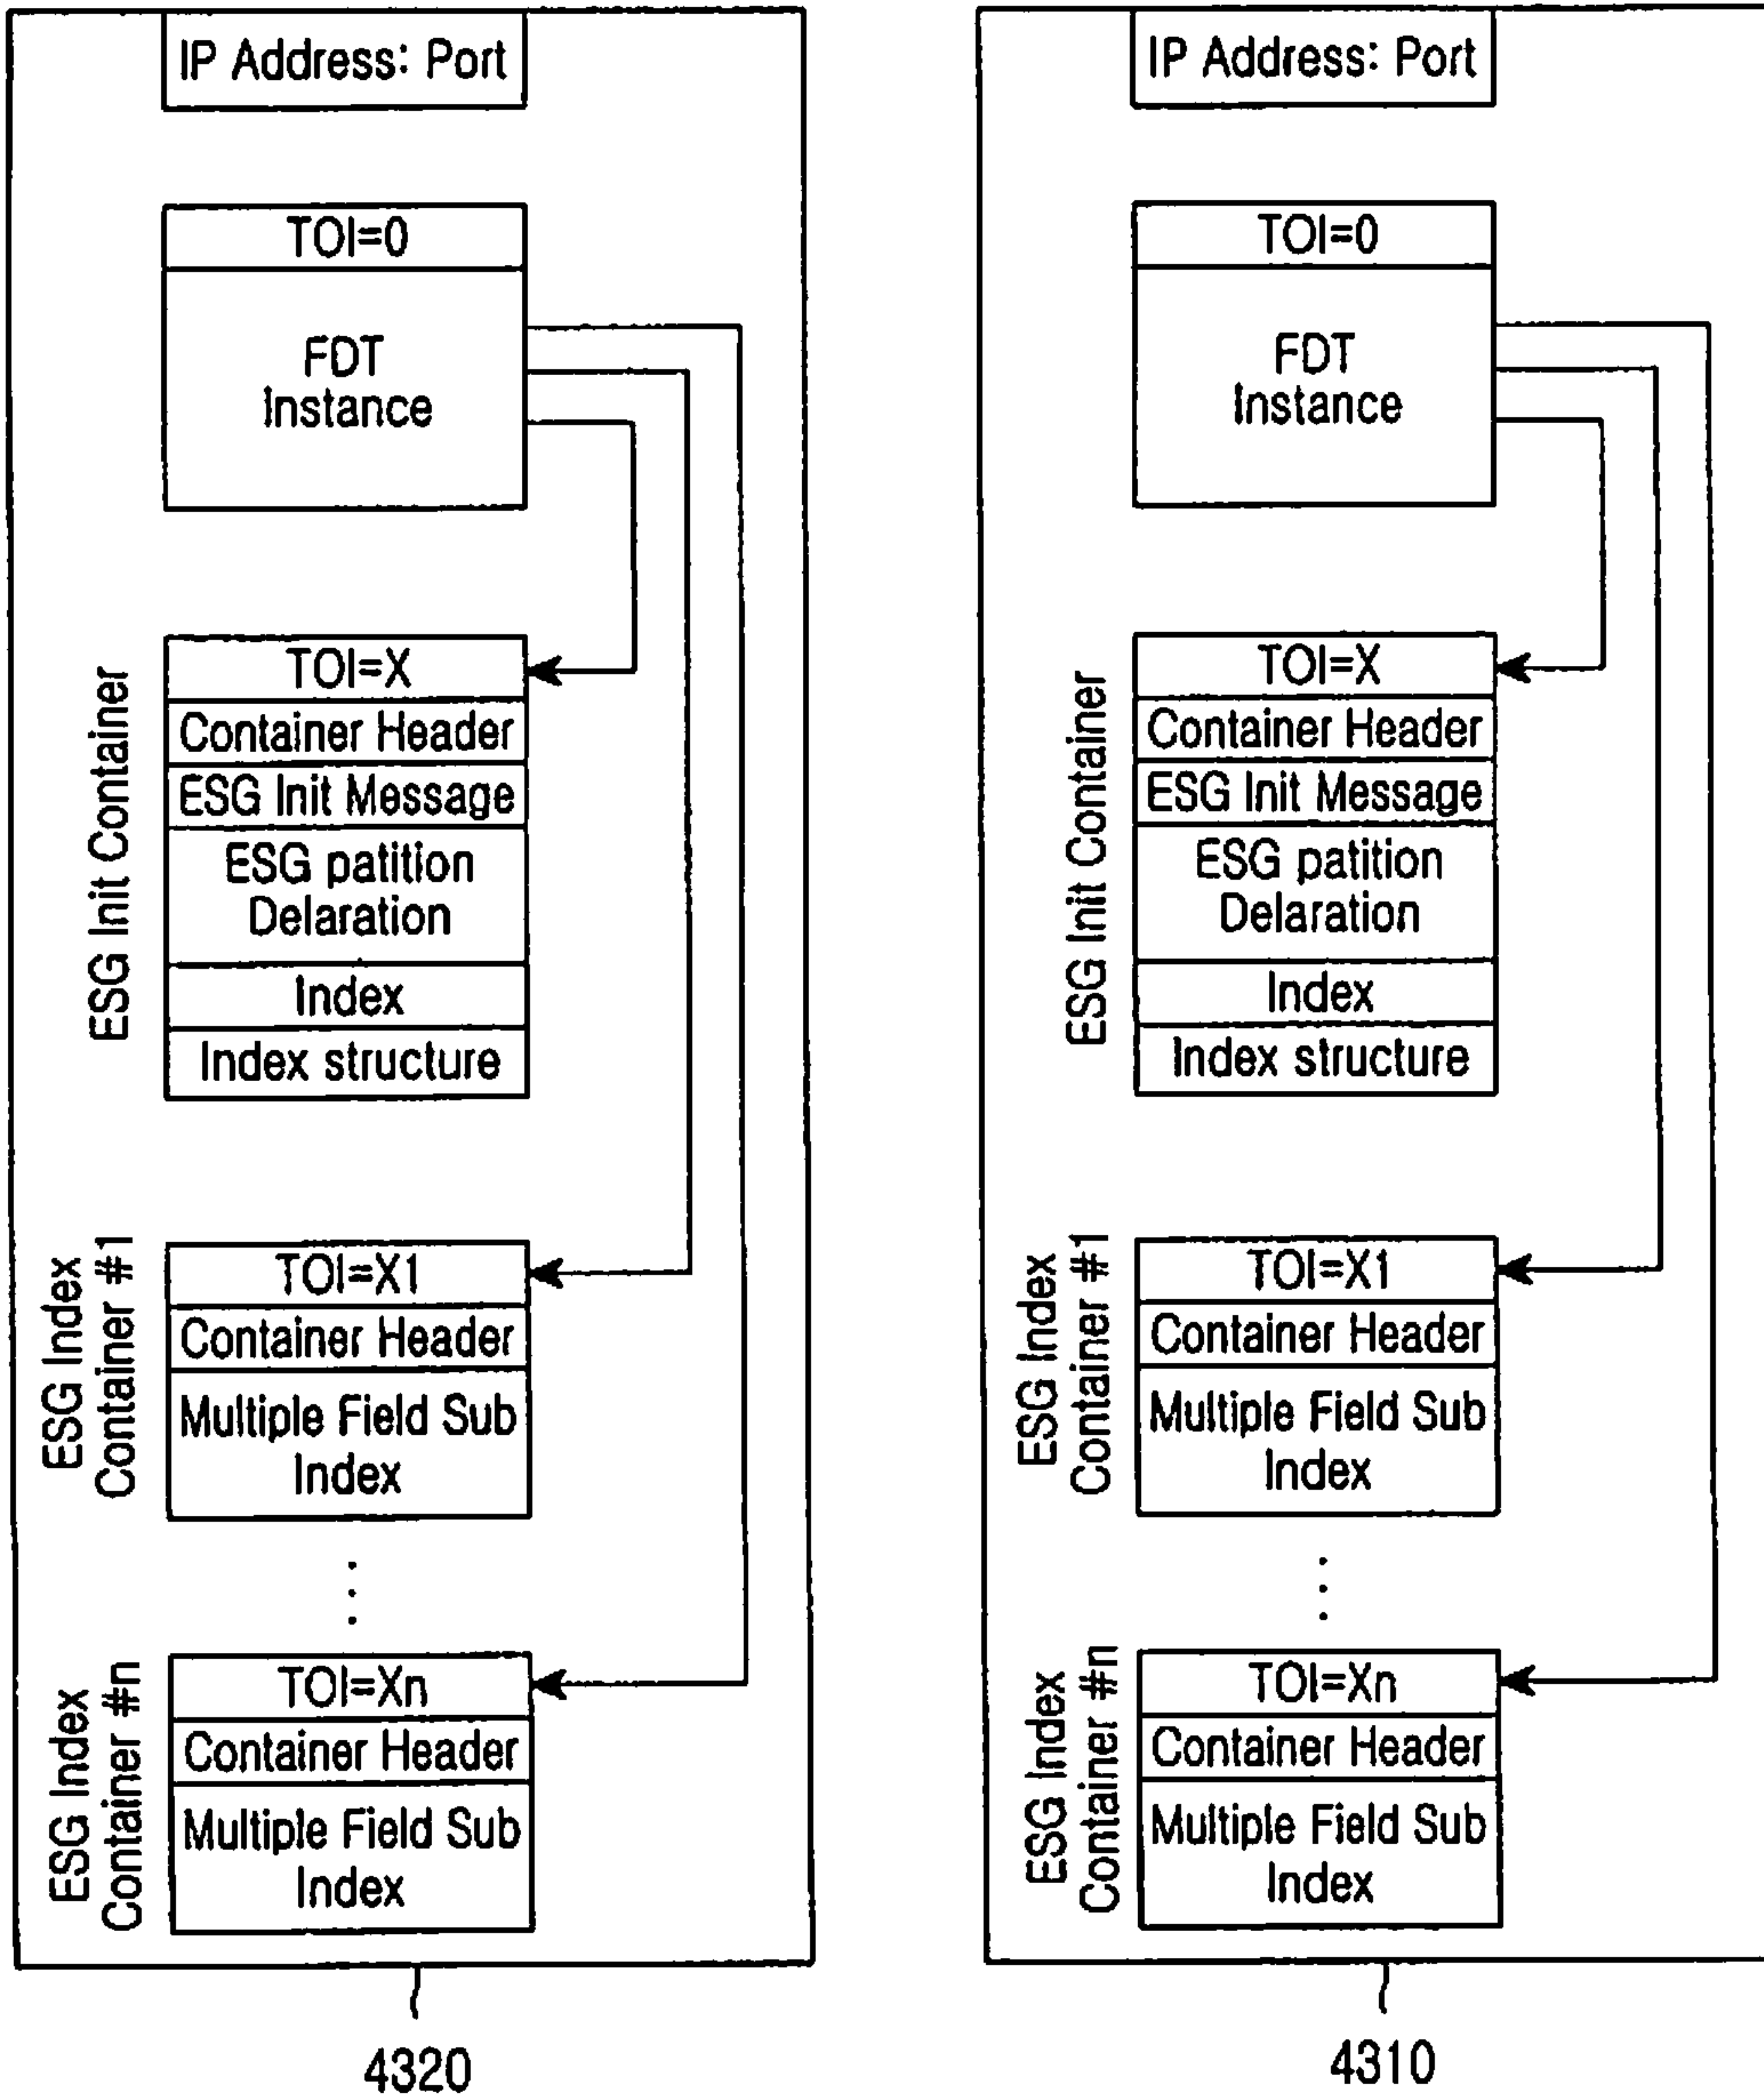 IP Address: Port
TOI=0
FDT
Instance
ESG Init Container
TOI=X
Container Header
ESG Init Message
ESG patition
Delaration
Index
Index structure
ESG Index
Container #1
TOI=X1
Container Header
Multiple Field Sub
Index
ESG Index
Container #n
TOI=Xn
Container Header
Multiple Field Sub
Index
4320
IP Address: Port
TOI=0
FDT
Instance
ESG Init Container
TOI=X
Container Header
ESG Init Message
ESG patition
Delaration
Index
Index structure
ESG Index
Container #1
TOI=X1
Container Header
Multiple Field Sub
Index
ESG Index
Container #n
TOI=Xn
Container Header
Multiple Field Sub
Index
4310